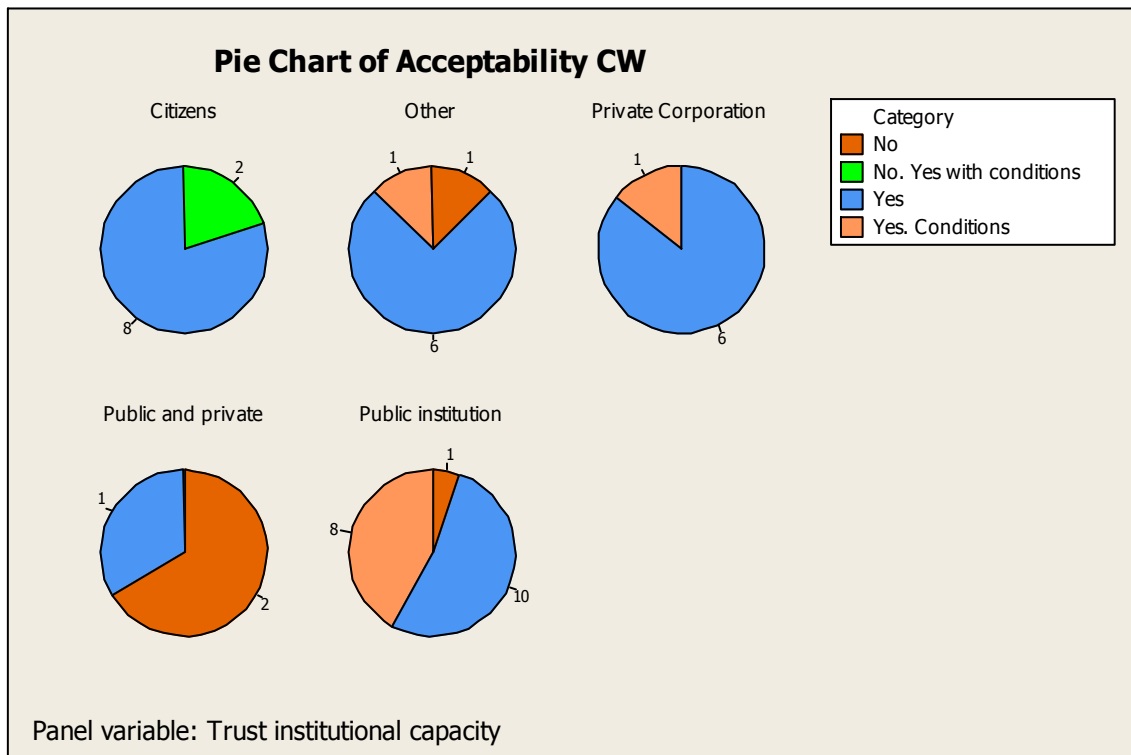 Pie Chart of Acceptability CW
Citizens
2
8
Other
1
1
6
Private Corporation
1
6
Category
No
No. Yes with conditions
Yes
Yes. Conditions
Public and private
1
2
Public institution
1
8
10
Panel variable: Trust institutional capacity